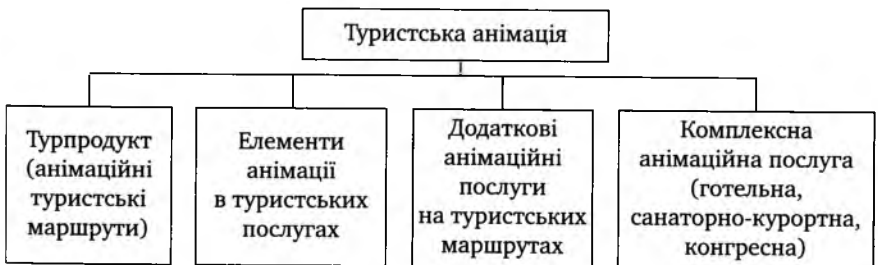 Туристська анімація
Турпродукт
(анімаційні
туристські
маршрути)
Елементи
анімації
в туристських
послугах
Додаткові
анімаційні
послуги
на туристських
маршрутах
Комплексна
анімаційна послуга
(готельна,
санаторно-курортна,
конгресна)